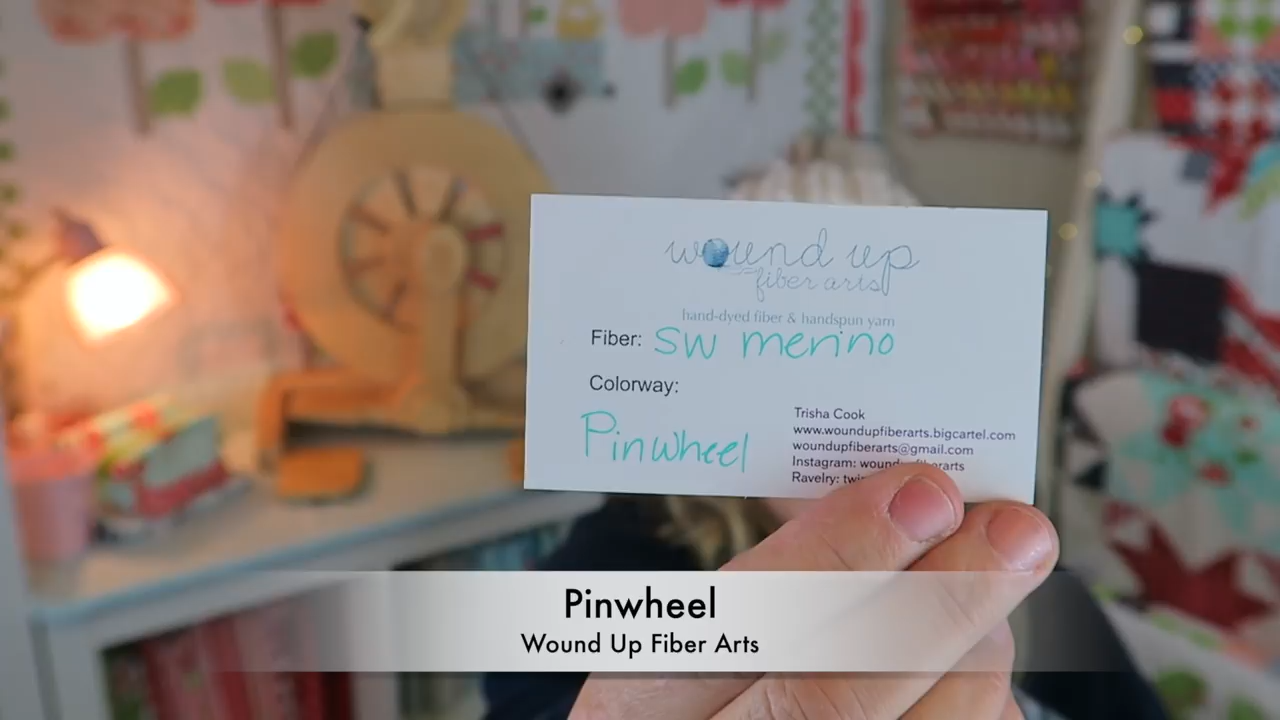 wound up
fiber arts
hand-dyed fiber & handspun yarn
Fiber: SW merino
Colorway:
Pinwheel
Trisha Cook
www.woundupfiberarts.bigcartel.com
woundupfiberarts@gmail.com
Instagram:
Ravelry:
Pinwheel
Wound Up Fiber Arts